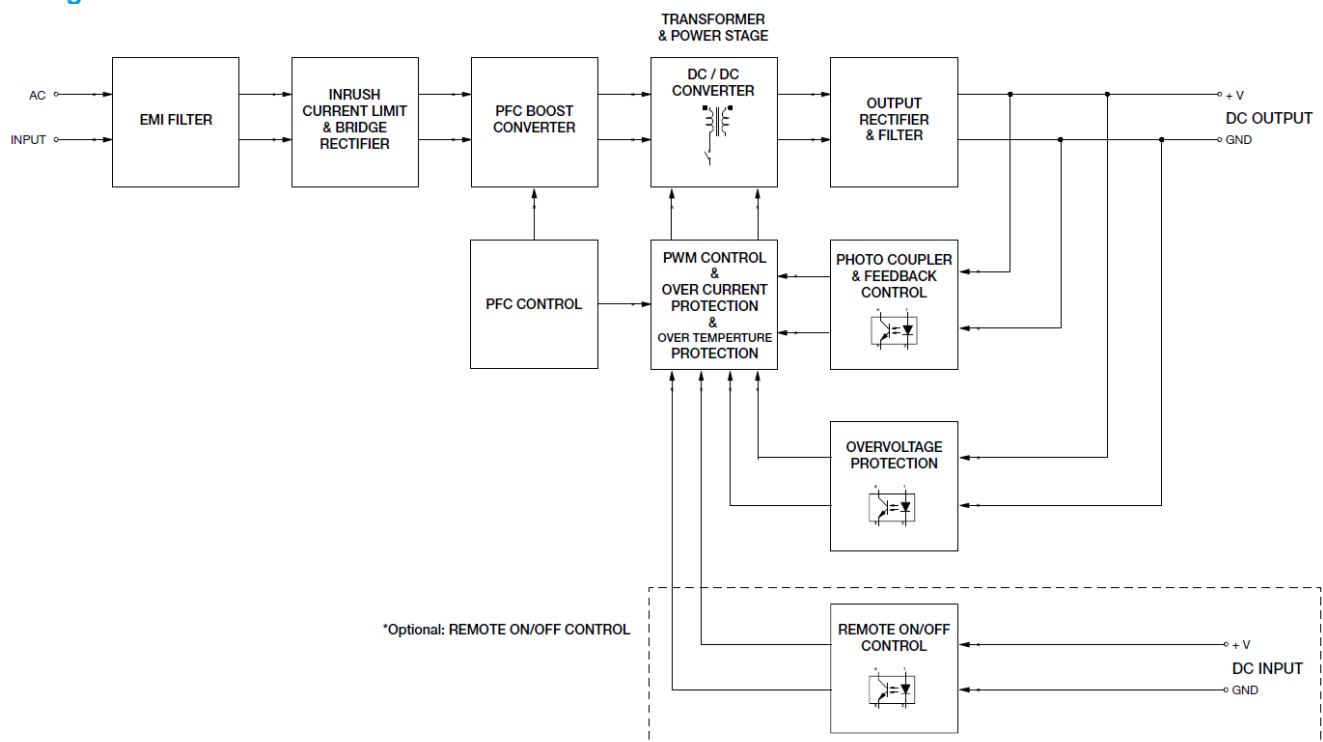 TRANSFORMER
& POWER STAGE
AC
INPUT
EMI FILTER
INRUSH
CURRENT LIMIT
& BRIDGE
RECTIFIER
PFC BOOST
CONVERTER
DC / DC
CONVERTER
OUTPUT
RECTIFIER
& FILTER
+ V
DC OUTPUT
GND
PFC CONTROL
PWM CONTROL
&
OVER CURRENT
PROTECTION
&
OVER TEMPERTURE
PROTECTION
PHOTO COUPLER
& FEEDBACK
CONTROL
OVERVOLTAGE
PROTECTION
*Optional: REMOTE ON/OFF CONTROL
REMOTE ON/OFF
CONTROL
+ V
DC INPUT
GND